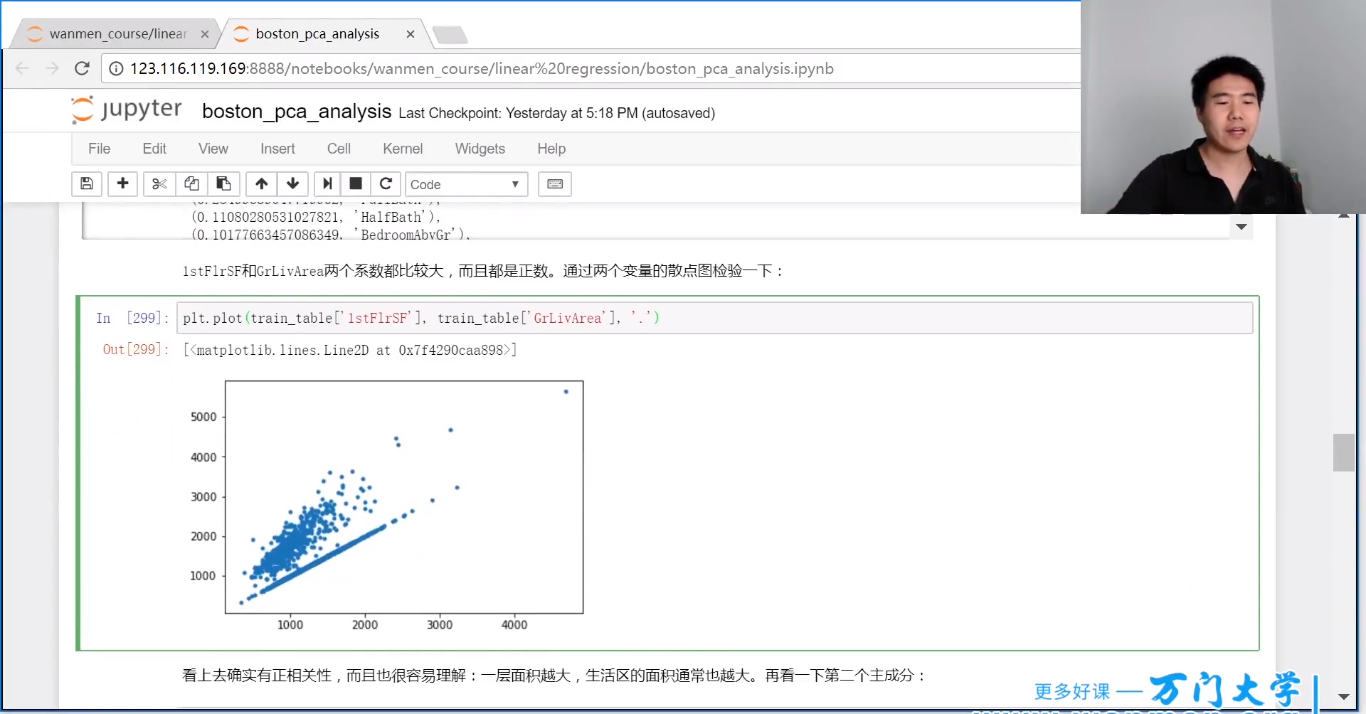 wanmen_course/linear
boston_pca_analysis
123.116.119.169:8888/notebooks/wanmen_course/linear%20regression/boston_pca_analysis.ipynb
jupyter boston_pca_analysis Last Checkpoint: Yesterday at 5:18 PM (autosaved)
File Edit View Insert Cell Kernel Widgets Help
Code
(0.11080280531027821, 'HalfBath'),
(0.10177663457086349, 'BedroomAbvGr'),
1stFlrSF和GrLivArea两个系数都比较大，而且都是正数。通过两个变量的散点图检验一下：
In [299]: plt.plot(train_table['1stFlrSF'], train_table['GrLivArea'], '.')
Out[299]: [<matplotlib.lines.Line2D at 0x7f4290caa898>]
5000
4000
3000
2000
1000
1000 2000 3000 4000
看上去确实有正相关性，而且也很容易理解：一层面积越大，生活区的面积通常也越大。再看一下第二个主成分：
更多好课 — 万门大学